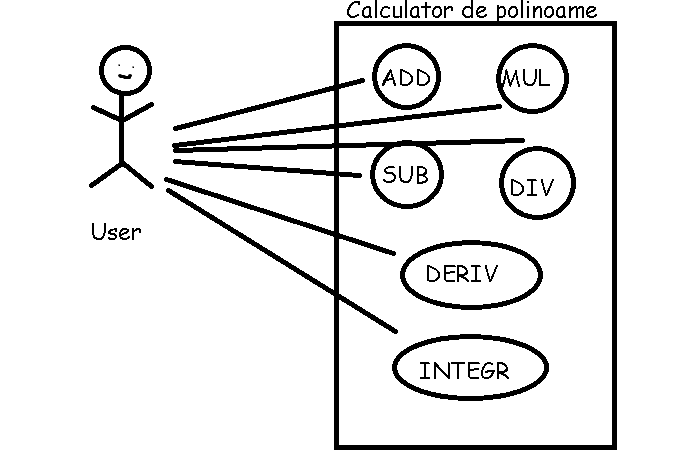 Calculator de polinoame
ADD
MUL
SUB
DIV
User
DERIV
INTEGR